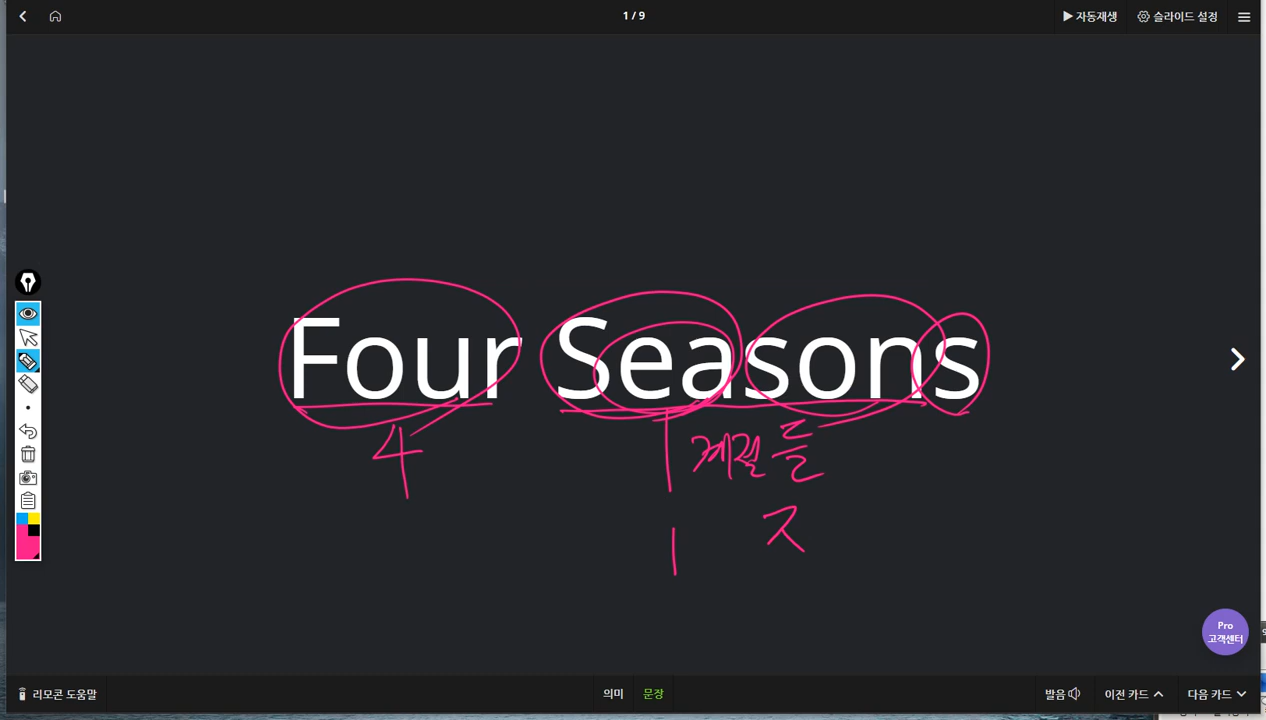 1 / 9
▶ 자동재생
슬라이드 설정
Four Seasons
4
계절들
ㅣ
ㅈ
Pro
고객센터
리모콘 도움말
의미
문장
발음
이전 카드
다음 카드